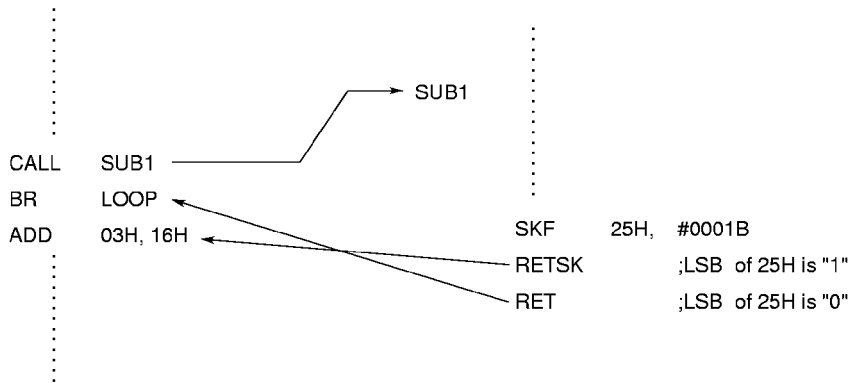 SUB1
CALL SUB1
BR LOOP
ADD 03H, 16H
SKF 25H, #0001B
RETSK ;LSB of 25H is "1"
RET ;LSB of 25H is "0"